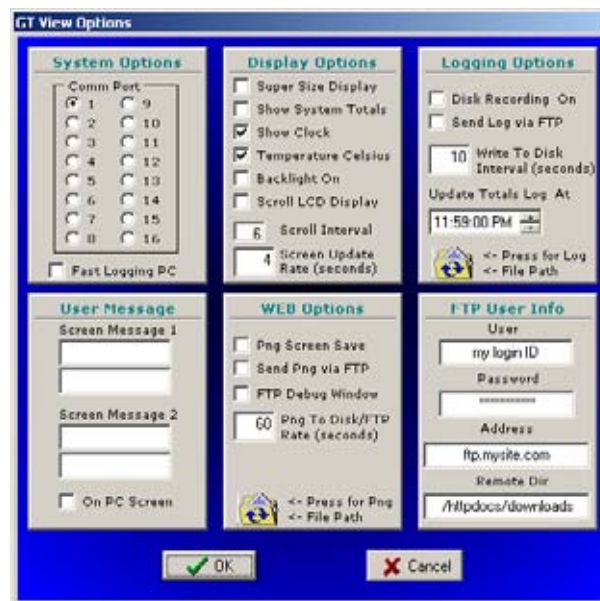 GT View Options
System Options
Comm Port
1 9
2 10
3 11
4 12
5 13
6 14
7 15
8 16
Fast Logging PC
Display Options
Super Size Display
Show System Totals
Show Clock
Temperature Celsius
Backlight On
Scroll LCD Display
6 Scroll Interval
4 Screen Update
Rate (seconds)
Logging Options
Disk Recording On
Send Log via FTP
10 Write To Disk
Interval (seconds)
Update Totals Log At
11:59:00 PM
<- Press for Log
<- File Path
User Message
Screen Message 1
Screen Message 2
On PC Screen
WEB Options
Png Screen Save
Send Png via FTP
FTP Debug Window
60 Png To Disk/FTP
Rate (seconds)
<- Press for Png
<- File Path
FTP User Info
User
my login ID
Password
**********
Address
ftp.mysite.com
Remote Dir
/httpdocs/downloads
OK
Cancel